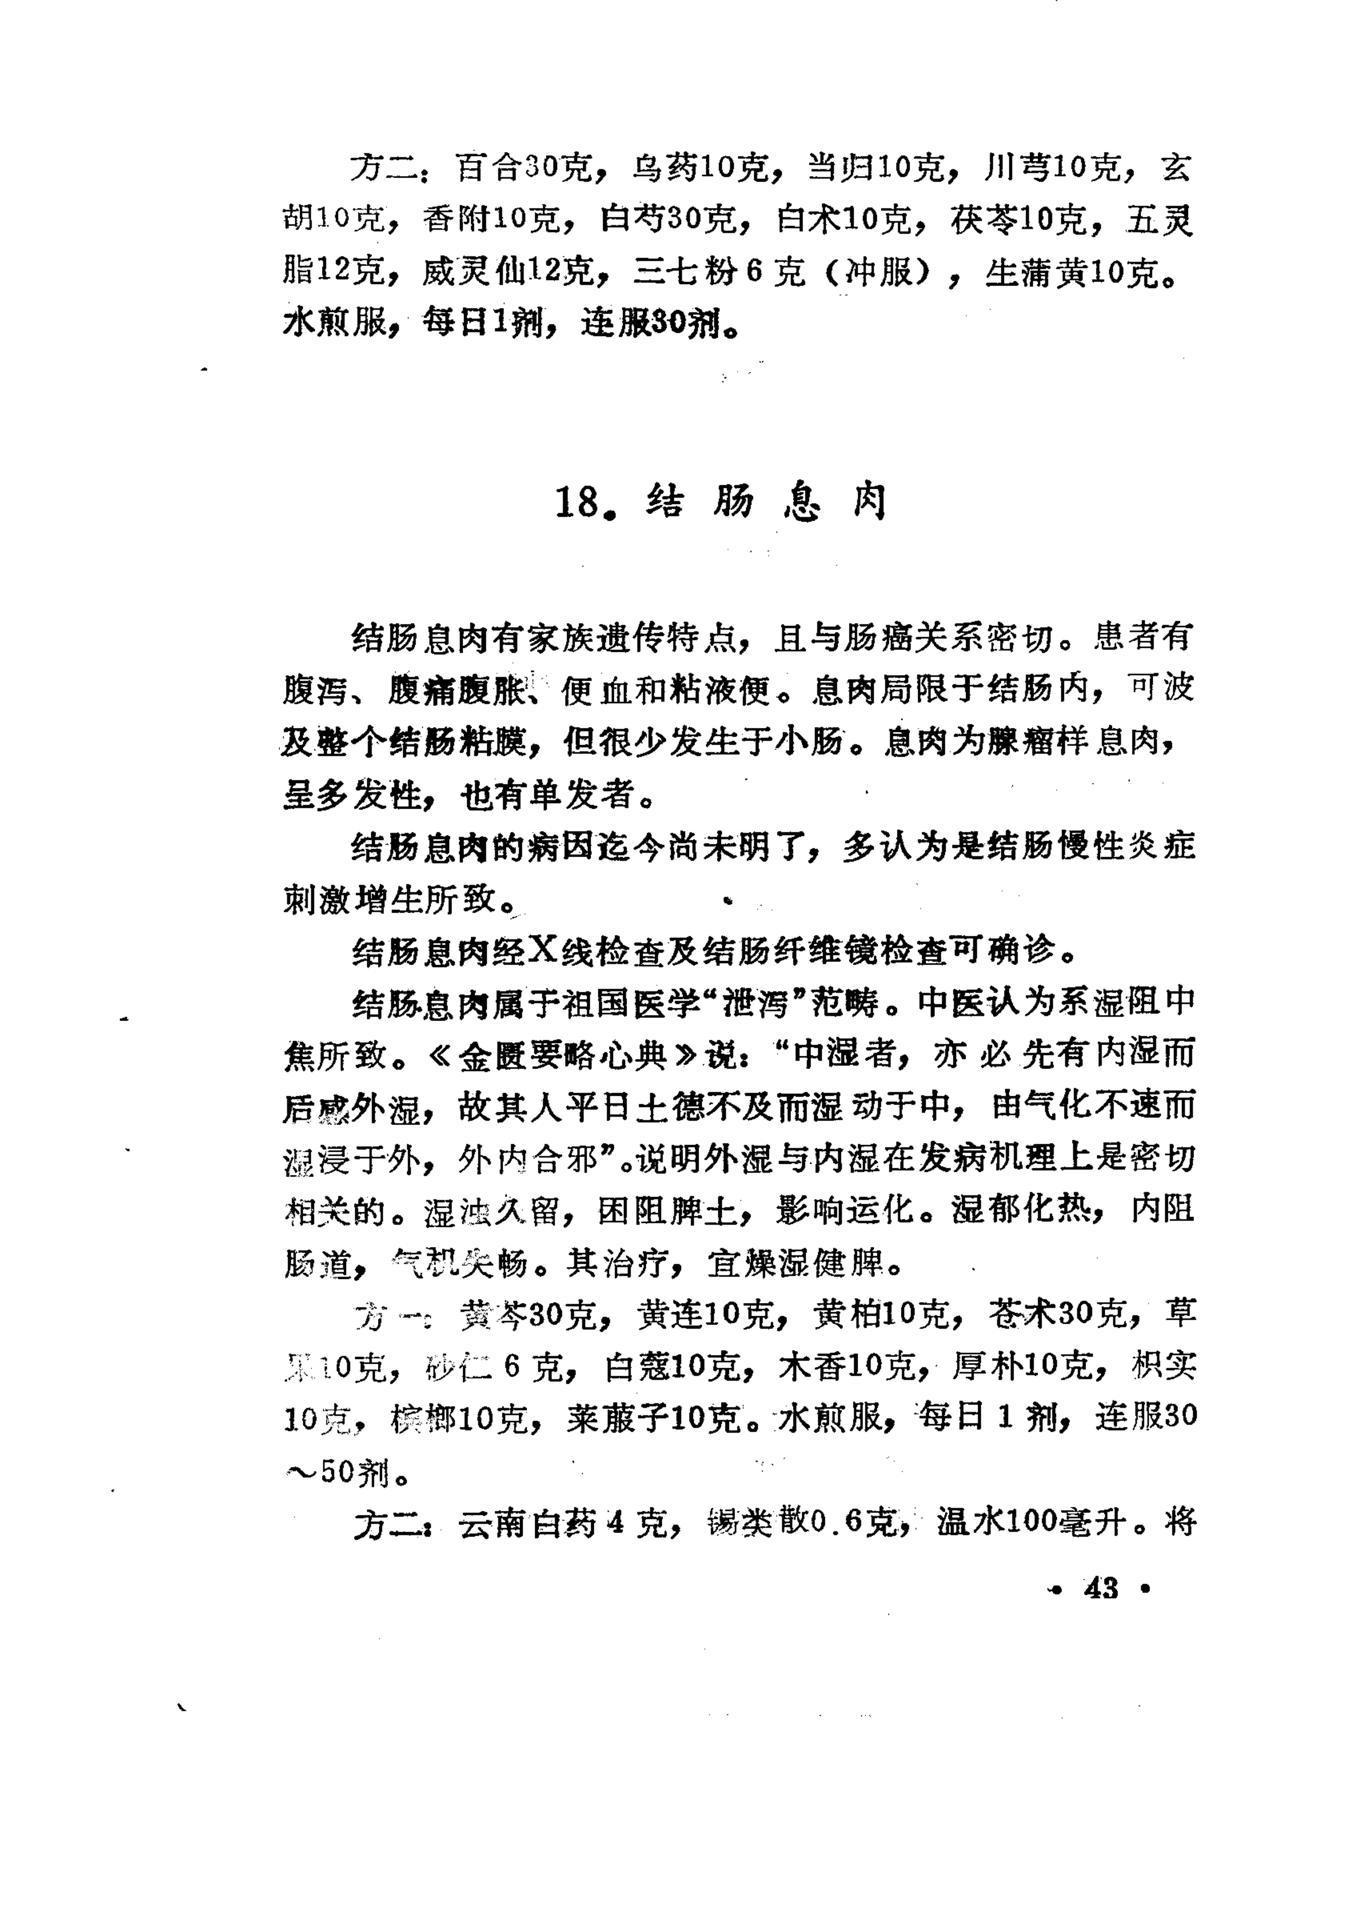 方二：百合30克，乌药10克，当归10克，川芎10克，玄
胡10克，香附10克，白芍30克，白术10克，茯苓10克，五灵
脂12克，威灵仙12克，三七粉6克（冲服），生蒲黄10克。
水煎服，每日1剂，连服30剂。
18．结肠息肉
结肠息肉有家族遗传特点，且与肠癌关系密切。患者有
腹泻、腹痛腹胀、便血和粘液便。息肉局限于结肠内，可波
及整个结肠粘膜，但很少发生于小肠。息肉为腺瘤样息肉，
呈多发性，也有单发者。
结肠息肉的病因迄今尚未明了，多认为是结肠慢性炎症
刺激增生所致。
结肠息肉经X线检查及结肠纤维镜检查可确诊。
结肠息肉属于祖国医学“泄泻”范畴。中医认为系湿阻中
焦所致。《金匮要略心典》说：“中湿者，亦必先有内湿而
后感外湿，故其人平日土德不及而湿动于中，由气化不速而
湿浸于外，外内合邪”。说明外湿与内湿在发病机理上是密切
相关的。湿浊久留，困阻脾土，影响运化。湿郁化热，内阻
肠道，气机失畅。其治疗，宜燥湿健脾。
方一：黄芩30克，黄连10克，黄柏10克，苍术30克，草
果10克，砂仁6克，白蔻10克，木香10克，厚朴10克，枳实
10克，槟榔10克，莱菔子10克。水煎服，每日1剂，连服30
～50剂。
方二：云南白药4克，锡类散0.6克，温水100毫升。将
• 43 •